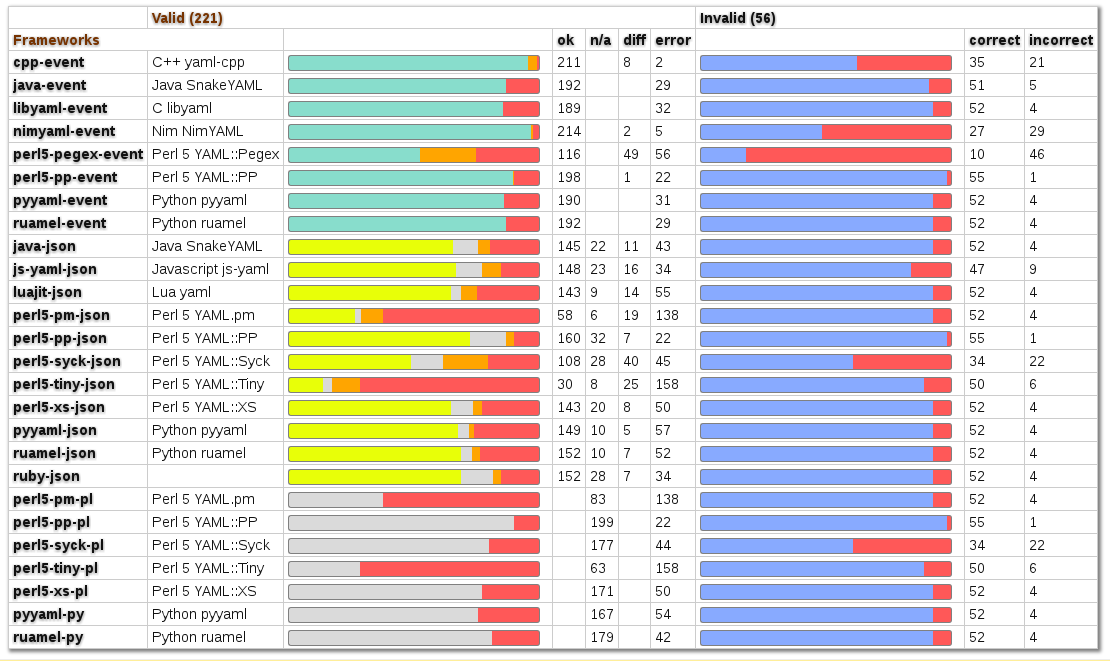 Valid (221) Invalid (56)
Frameworks ok n/a diff error correct incorrect
cpp-event C++ yaml-cpp 211 8 2 35 21
java-event Java SnakeYAML 192 29 51 5
libyaml-event C libyaml 189 32 52 4
nimyaml-event Nim NimYAML 214 2 5 27 29
perl5-pegex-event Perl 5 YAML::Pegex 116 49 56 10 46
perl5-pp-event Perl 5 YAML::PP 198 1 22 55 1
pyyaml-event Python pyyaml 190 31 52 4
ruamel-event Python ruamel 192 29 52 4
java-json Java SnakeYAML 145 22 11 43 52 4
js-yaml-json Javascript js-yaml 148 23 16 34 47 9
luajit-json Lua yaml 143 9 14 55 52 4
perl5-pm-json Perl 5 YAML.pm 58 6 19 138 52 4
perl5-pp-json Perl 5 YAML::PP 160 32 7 22 55 1
perl5-syck-json Perl 5 YAML::Syck 108 28 40 45 34 22
perl5-tiny-json Perl 5 YAML::Tiny 30 8 25 158 50 6
perl5-xs-json Perl 5 YAML::XS 143 20 8 50 52 4
pyyaml-json Python pyyaml 149 10 5 57 52 4
ruamel-json Python ruamel 152 10 7 52 52 4
ruby-json 152 28 7 34 52 4
perl5-pm-pl Perl 5 YAML.pm 83 138 52 4
perl5-pp-pl Perl 5 YAML::PP 199 22 55 1
perl5-syck-pl Perl 5 YAML::Syck 177 44 34 22
perl5-tiny-pl Perl 5 YAML::Tiny 63 158 50 6
perl5-xs-pl Perl 5 YAML::XS 171 50 52 4
pyyaml-py Python pyyaml 167 54 52 4
ruamel-py Python ruamel 179 42 52 4